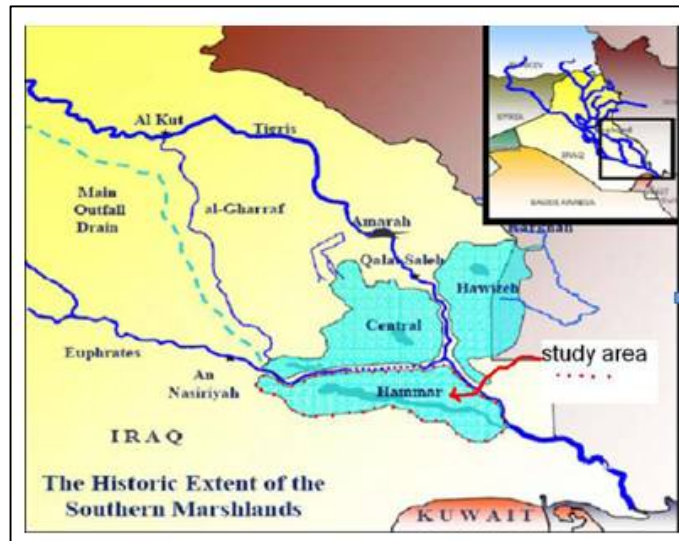 Al Kut
Tigris
Main
Outfall
Drain
al-Gharraf
Amarah
Qalat Saleh
Hawizeh
Central
Euphrates
An
Nasiriyah
Hammar
study area
IRAQ
The Historic Extent of the
Southern Marshlands
KUWAIT
IRAQ
SAUDI ARABIA